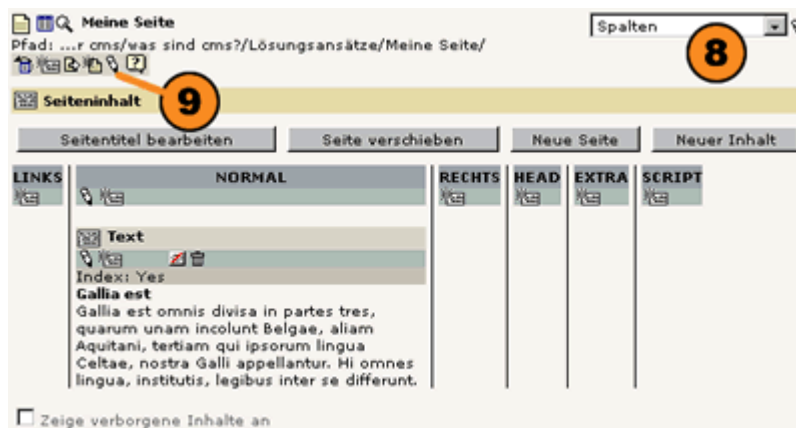 Meine Seite
Spalten
8
Pfad: ...r cms/was sind cms?/Lösungsansätze/Meine Seite/
9
Seiteninhalt
Seitentitel bearbeiten Seite verschieben Neue Seite Neuer Inhalt
LINKS NORMAL RECHTS HEAD EXTRA SCRIPT
Text
Index: Yes
Gallia est
Gallia est omnis divisa in partes tres,
quarum unam incolunt Belgae, aliam
Aquitani, tertiam qui ipsorum lingua
Celtae, nostra Galli appellantur. Hi omnes
lingua, institutis, legibus inter se differunt.
Zeige verborgene Inhalte an